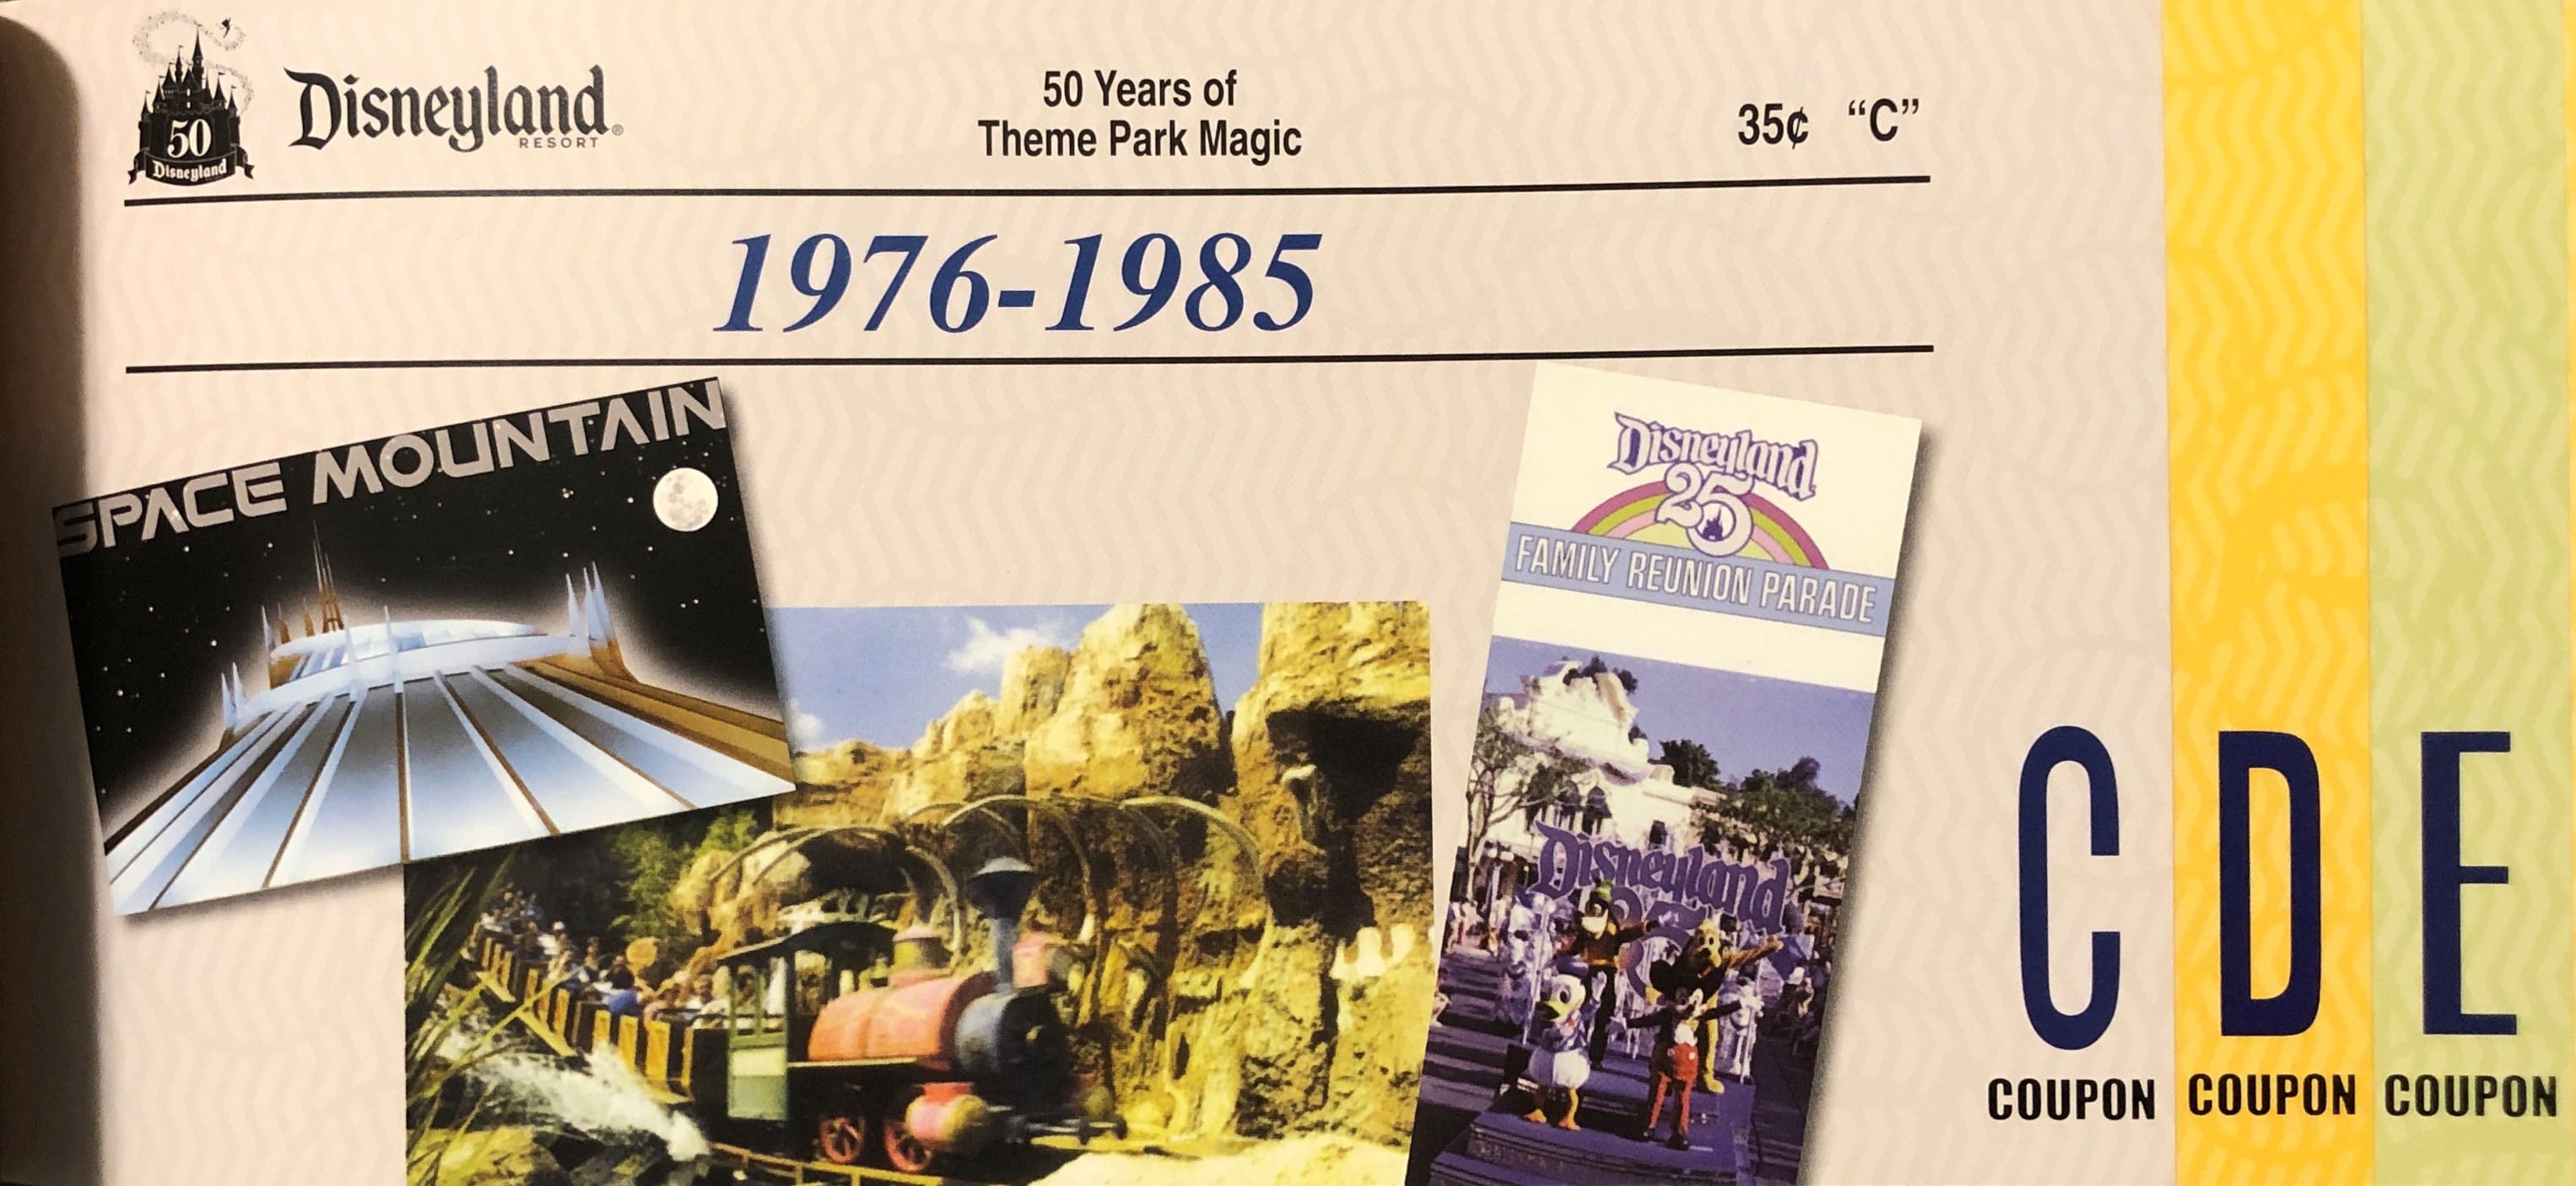 50
Disneyland
Disneyland®
RESORT
50 Years of
Theme Park Magic
35¢ “C”
1976-1985
SPACE MOUNTAIN
Disneyland
25
FAMILY REUNION PARADE
Disneyland
25
C
COUPON
D
COUPON
E
COUPON